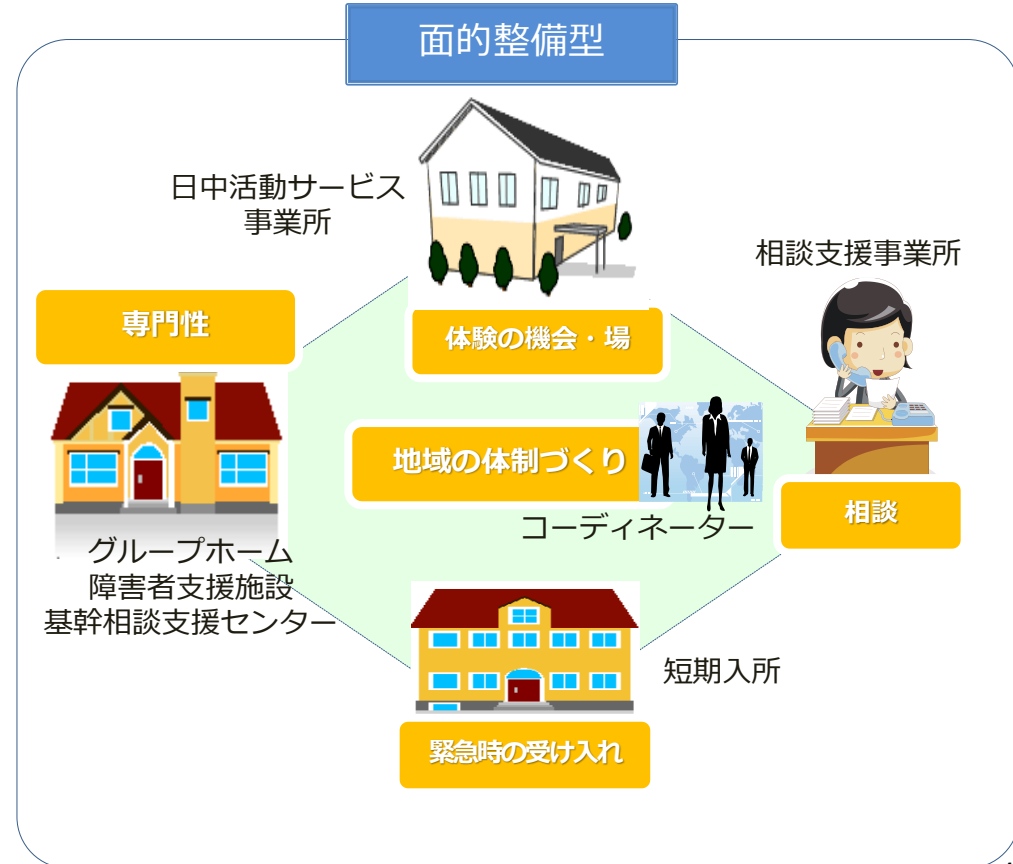 面的整備型
日中活動サービス
事業所
相談支援事業所
専門性
体験の機会・場
地域の体制づくり
コーディネーター
相談
グループホーム
障害者支援施設
基幹相談支援センター
短期入所
緊急時の受け入れ